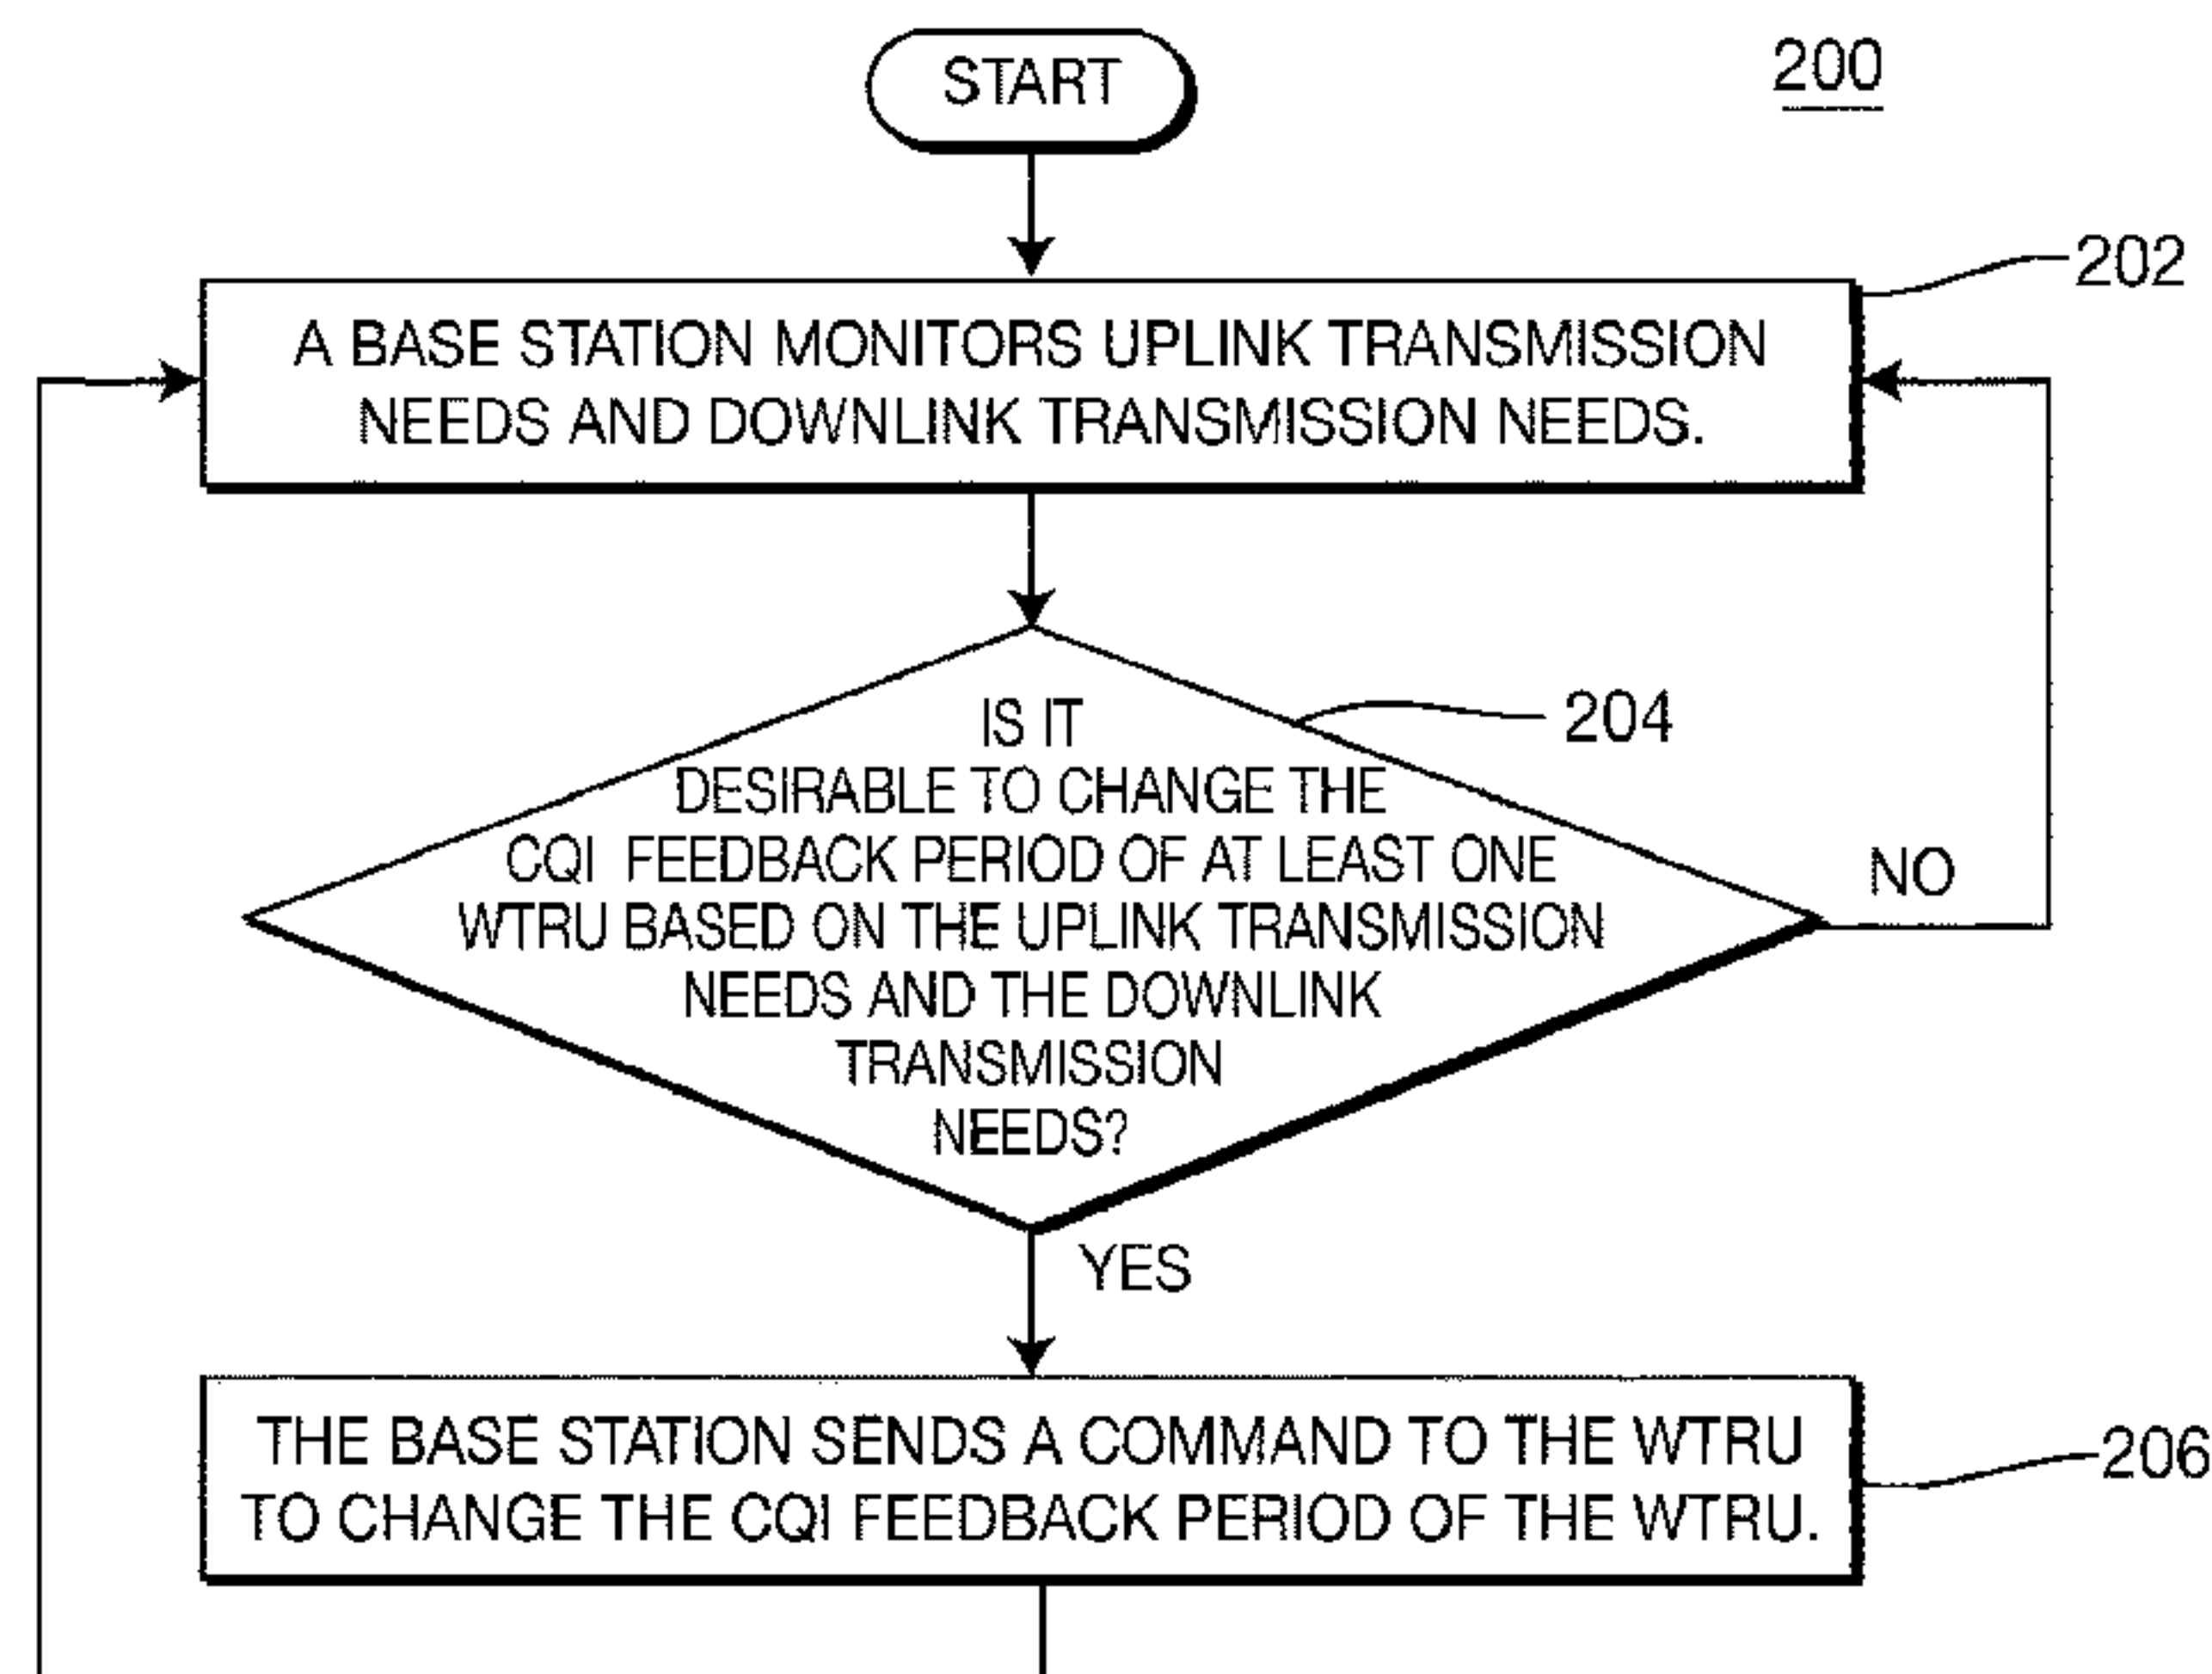 START
200
202
A BASE STATION MONITORS UPLINK TRANSMISSION
NEEDS AND DOWNLINK TRANSMISSION NEEDS.
204
IS IT
DESIRABLE TO CHANGE THE
CQI FEEDBACK PERIOD OF AT LEAST ONE
WTRU BASED ON THE UPLINK TRANSMISSION
NEEDS AND THE DOWNLINK
TRANSMISSION
NEEDS?
NO
YES
THE BASE STATION SENDS A COMMAND TO THE WTRU
TO CHANGE THE CQI FEEDBACK PERIOD OF THE WTRU.
206